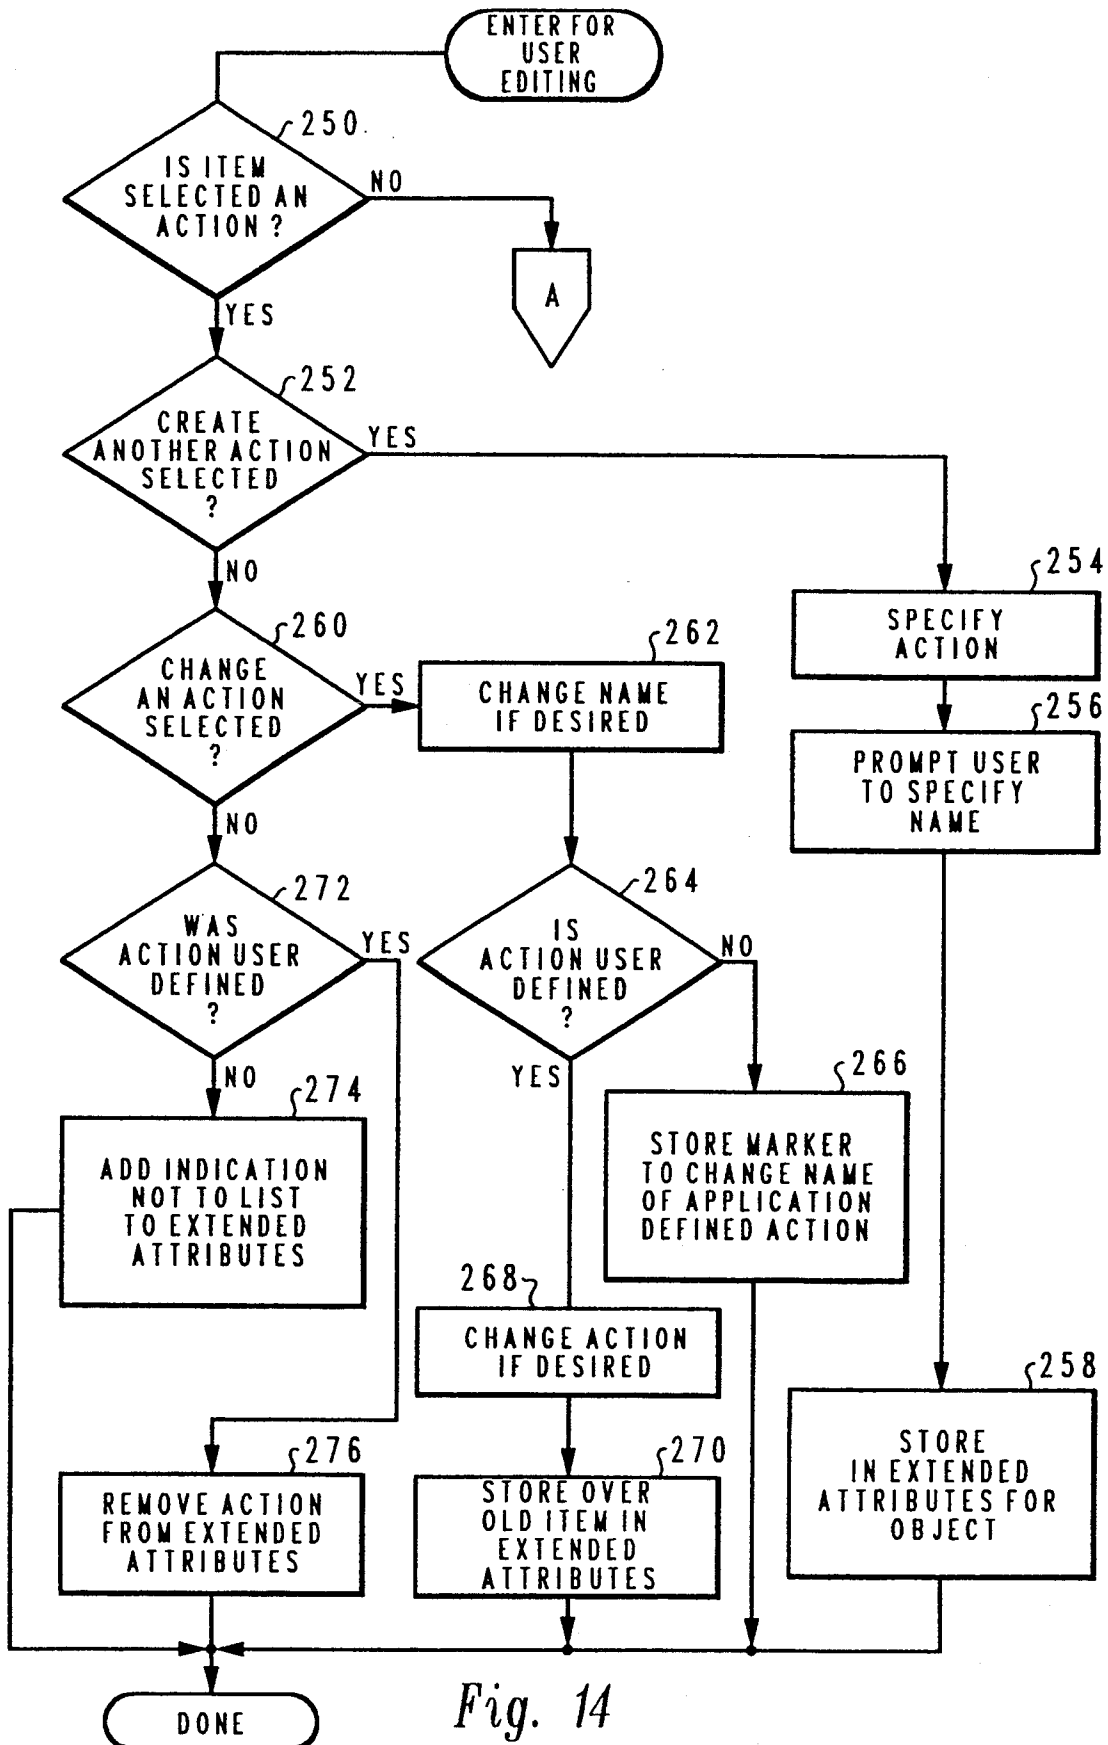 ENTER FOR
USER
EDITING
250
IS ITEM
SELECTED AN
ACTION ?
NO
A
YES
252
CREATE
ANOTHER ACTION
SELECTED
?
YES
NO
254
SPECIFY
ACTION
260
CHANGE
AN ACTION
SELECTED
?
YES
262
CHANGE NAME
IF DESIRED
256
PROMPT USER
TO SPECIFY
NAME
NO
272
WAS
ACTION USER
DEFINED
?
YES
264
IS
ACTION USER
DEFINED
?
NO
NO
YES
274
ADD INDICATION
NOT TO LIST
TO EXTENDED
ATTRIBUTES
266
STORE MARKER
TO CHANGE NAME
OF APPLICATION
DEFINED ACTION
268
CHANGE ACTION
IF DESIRED
258
STORE
IN EXTENDED
ATTRIBUTES FOR
OBJECT
276
REMOVE ACTION
FROM EXTENDED
ATTRIBUTES
270
STORE OVER
OLD ITEM IN
EXTENDED
ATTRIBUTES
DONE
Fig. 14